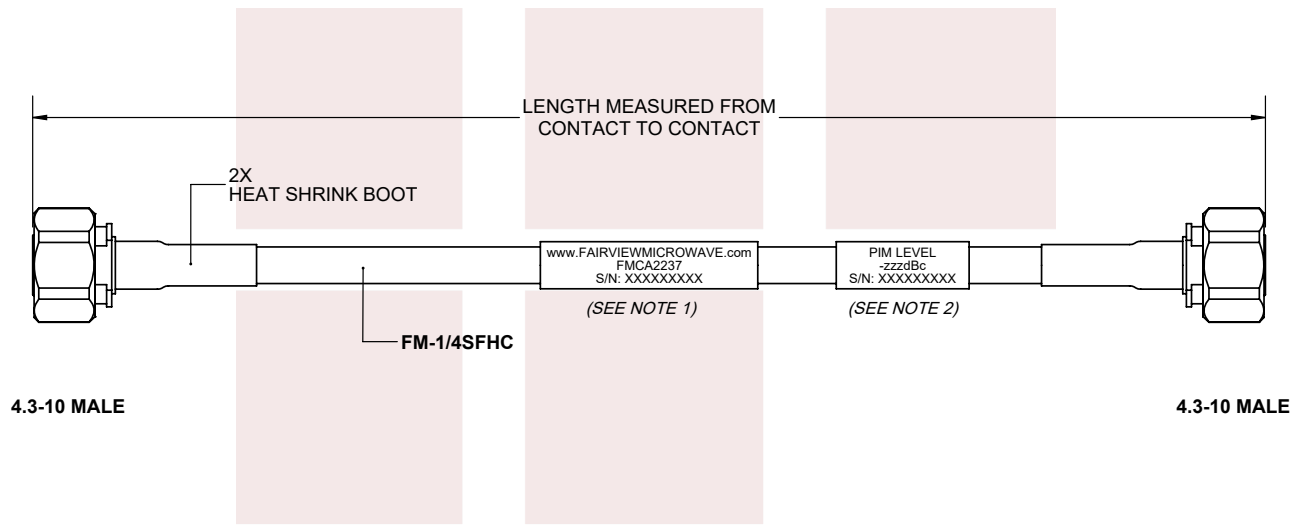 LENGTH MEASURED FROM
CONTACT TO CONTACT
2X
HEAT SHRINK BOOT
www.FAIRVIEWMICROWAVE.com
FMCA2237
S/N: XXXXXXXXX
PIM LEVEL
-zzzdBc
S/N: XXXXXXXXX
(SEE NOTE 1)
(SEE NOTE 2)
FM-1/4SFHC
4.3-10 MALE
4.3-10 MALE